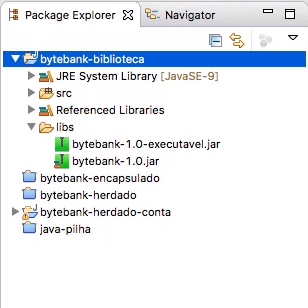 Package Explorer Navigator
bytebank-biblioteca
JRE System Library [JavaSE-9]
src
Referenced Libraries
libs
bytebank-1.0-executavel.jar
bytebank-1.0.jar
bytebank-encapsulado
bytebank-herdado
bytebank-herdado-conta
java-pilha